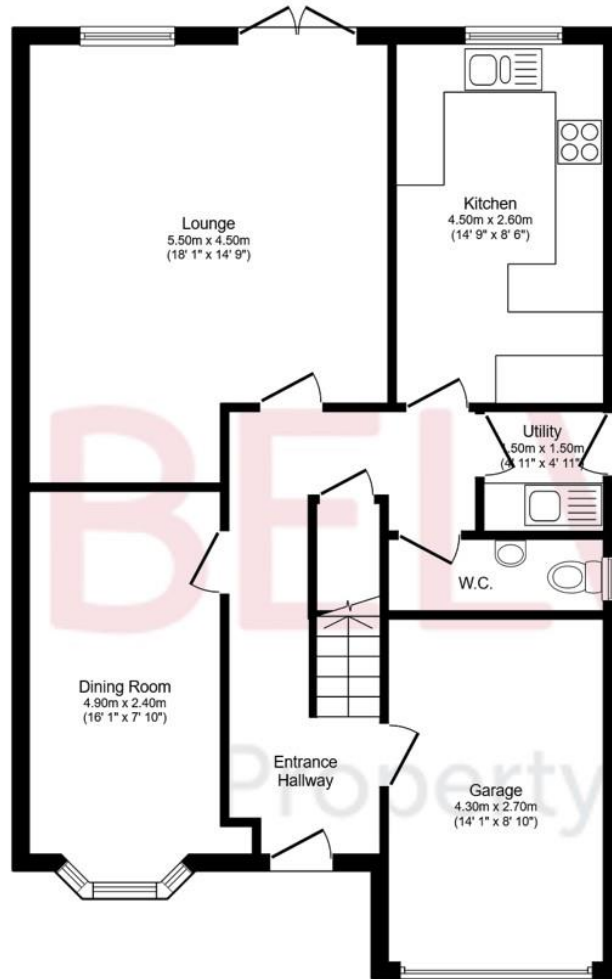 Lounge
5.50m x 4.50m
(18' 1" x 14' 9")
Kitchen
4.50m x 2.60m
(14' 9" x 8' 6")
Utility
.50m x 1.50m
(4' 11" x 4' 11")
W.C.
BEL
Dining Room
4.90m x 2.40m
(16' 1" x 7' 10")
Entrance
Hallway
Property
Garage
4.30m x 2.70m
(14' 1" x 8' 10")